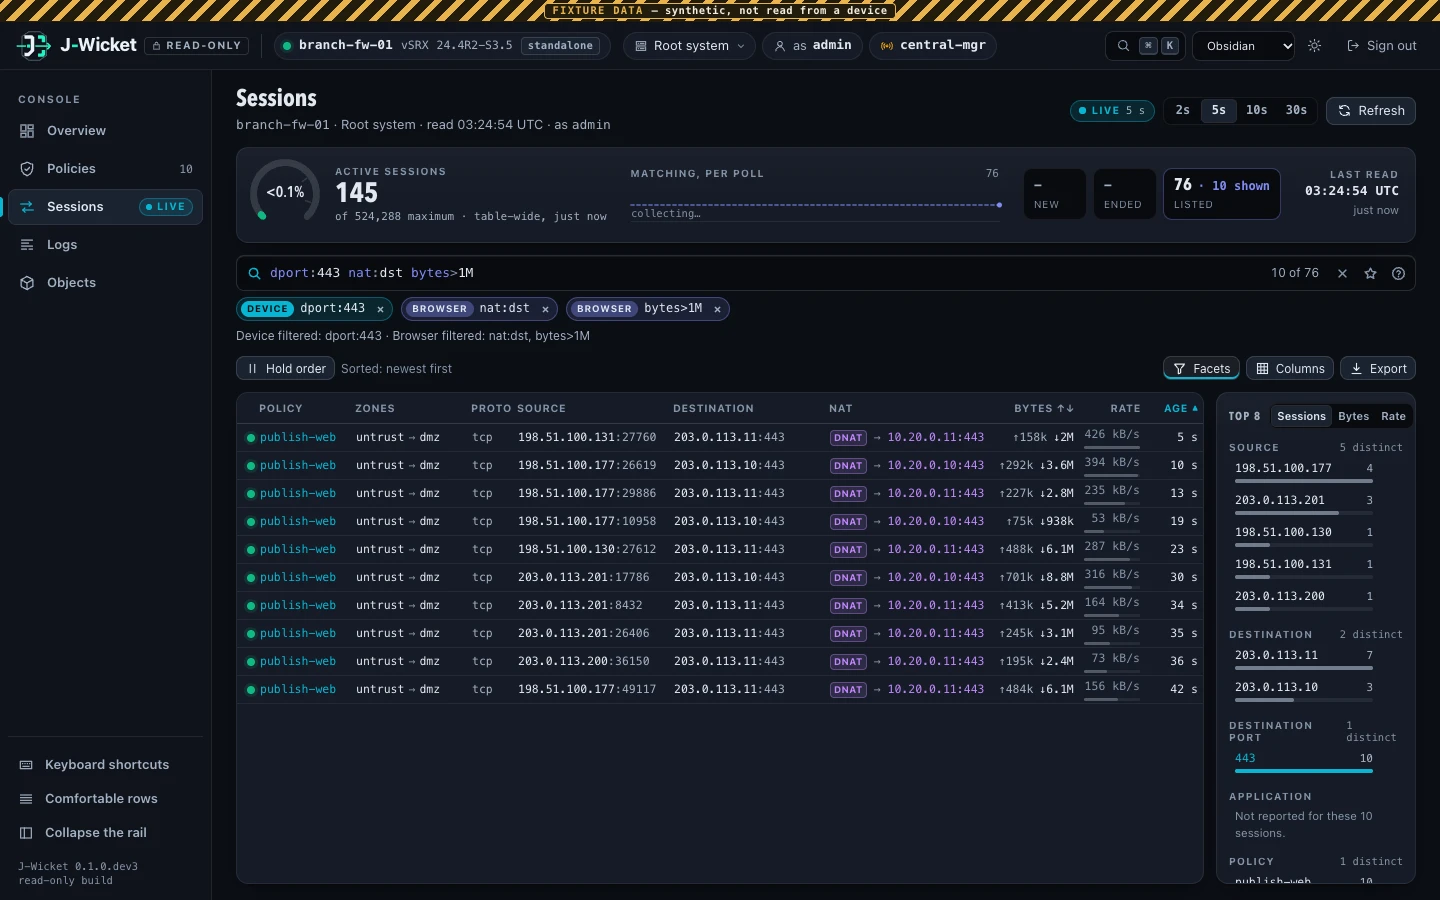 FIXTURE DATA — synthetic, not read from a device
J-Wicket READ-ONLY branch-fw-01 vSRX 24.4R2-S3.5 standalone Root system as admin central-mgr ⌘ K Obsidian Sign out
CONSOLE
Overview
Policies 10
Sessions LIVE
Logs
Objects
Keyboard shortcuts
Comfortable rows
Collapse the rail
J-Wicket 0.1.0.dev3
read-only build
Sessions
branch-fw-01 · Root system · read 03:24:54 UTC · as admin
LIVE 5 s 2s 5s 10s 30s Refresh
<0.1%
ACTIVE SESSIONS
145
of 524,288 maximum · table-wide, just now
MATCHING, PER POLL 76
collecting…
– NEW
– ENDED
76 · 10 shown
LISTED
LAST READ
03:24:54 UTC
just now
dport:443 nat:dst bytes>1M 10 of 76
DEVICE dport:443 × BROWSER nat:dst × BROWSER bytes>1M ×
Device filtered: dport:443 · Browser filtered: nat:dst, bytes>1M
Hold order Sorted: newest first Facets Columns Export
POLICY ZONES PROTO SOURCE DESTINATION NAT BYTES ↑↓ RATE AGE ▲
publish-web untrust → dmz tcp 198.51.100.131:27760 203.0.113.11:443 DNAT → 10.20.0.11:443 ↑158k ↓2M 426 kB/s 5 s
publish-web untrust → dmz tcp 198.51.100.177:26619 203.0.113.10:443 DNAT → 10.20.0.10:443 ↑292k ↓3.6M 394 kB/s 10 s
publish-web untrust → dmz tcp 198.51.100.177:29886 203.0.113.11:443 DNAT → 10.20.0.11:443 ↑227k ↓2.8M 235 kB/s 13 s
publish-web untrust → dmz tcp 198.51.100.177:10958 203.0.113.10:443 DNAT → 10.20.0.10:443 ↑75k ↓938k 53 kB/s 19 s
publish-web untrust → dmz tcp 198.51.100.130:27612 203.0.113.11:443 DNAT → 10.20.0.11:443 ↑488k ↓6.1M 287 kB/s 23 s
publish-web untrust → dmz tcp 203.0.113.201:17786 203.0.113.10:443 DNAT → 10.20.0.10:443 ↑701k ↓8.8M 316 kB/s 30 s
publish-web untrust → dmz tcp 203.0.113.201:8432 203.0.113.11:443 DNAT → 10.20.0.11:443 ↑413k ↓5.2M 164 kB/s 34 s
publish-web untrust → dmz tcp 203.0.113.201:26406 203.0.113.11:443 DNAT → 10.20.0.11:443 ↑245k ↓3.1M 95 kB/s 35 s
publish-web untrust → dmz tcp 203.0.113.200:36150 203.0.113.11:443 DNAT → 10.20.0.11:443 ↑195k ↓2.4M 73 kB/s 36 s
publish-web untrust → dmz tcp 198.51.100.177:49117 203.0.113.11:443 DNAT → 10.20.0.11:443 ↑484k ↓6.1M 156 kB/s 42 s
TOP 8 Sessions Bytes Rate
SOURCE 5 distinct
198.51.100.177 4
203.0.113.201 3
198.51.100.130 1
198.51.100.131 1
203.0.113.200 1
DESTINATION 2 distinct
203.0.113.11 7
203.0.113.10 3
DESTINATION PORT 1 distinct
443 10
APPLICATION
Not reported for these 10
sessions.
POLICY 1 distinct
publish-web 10